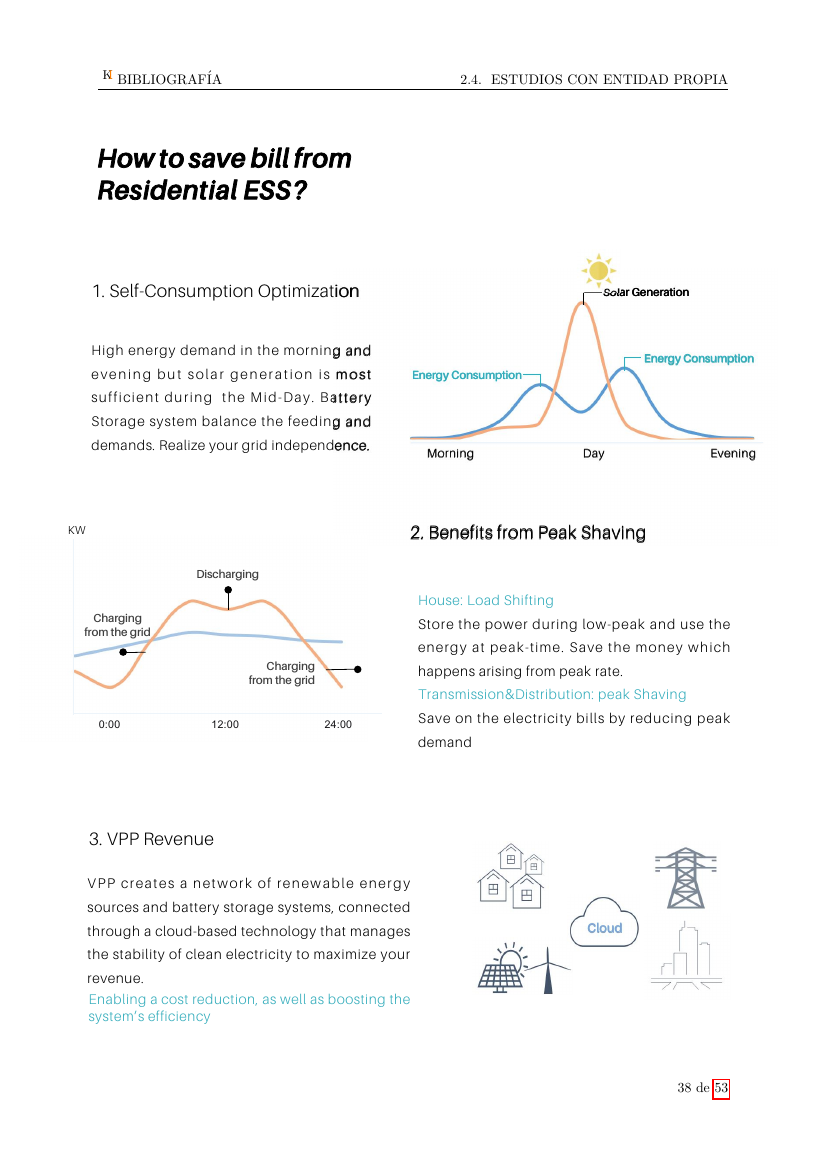 K BIBLIOGRAFÍA
2.4. ESTUDIOS CON ENTIDAD PROPIA
How to save bill from
Residential ESS?
1. Self-Consumption Optimization
High energy demand in the morning and
evening but solar generation is most
sufficient during the Mid-Day. Battery
Storage system balance the feeding and
demands. Realize your grid independence.
Solar Generation
Energy Consumption
Energy Consumption
Morning
Day
Evening
KW
Discharging
Charging
from the grid
Charging
from the grid
0:00
12:00
24:00
2. Benefits from Peak Shaving
House: Load Shifting
Store the power during low-peak and use the
energy at peak-time. Save the money which
happens arising from peak rate.
Transmission&Distribution: peak Shaving
Save on the electricity bills by reducing peak
demand
3. VPP Revenue
VPP creates a network of renewable energy
sources and battery storage systems, connected
through a cloud-based technology that manages
the stability of clean electricity to maximize your
revenue.
Enabling a cost reduction, as well as boosting the
system's efficiency
Cloud
38 de 53